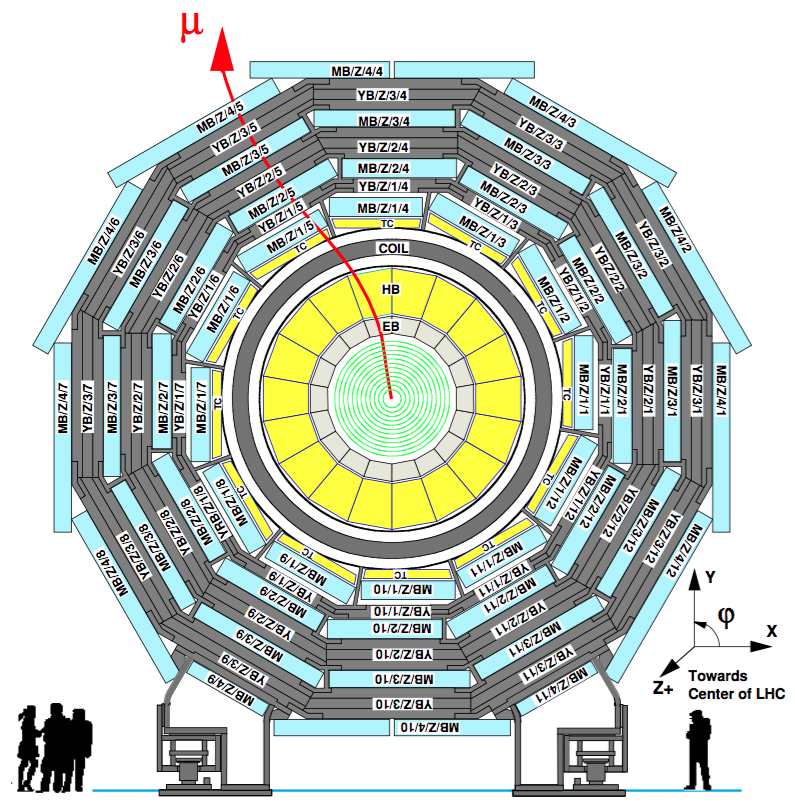 μ
MB/Z/4/4
YB/Z/3/4
MB/Z/3/4
YB/Z/2/4
MB/Z/2/4
YB/Z/1/4
MB/Z/1/4
TC
MB/Z/4/5
YB/Z/3/5
MB/Z/3/5
YB/Z/2/5
MB/Z/2/5
YB/Z/1/5
MB/Z/1/5
TC
MB/Z/4/3
YB/Z/3/3
MB/Z/3/3
YB/Z/2/3
MB/Z/2/3
YB/Z/1/3
MB/Z/1/3
TC
MB/Z/4/6
YB/Z/3/6
MB/Z/3/6
YB/Z/2/6
MB/Z/2/6
YB/Z/1/6
MB/Z/1/6
TC
COIL
HB
EB
MB/Z/4/2
YB/Z/3/2
MB/Z/3/2
YB/Z/2/2
MB/Z/2/2
YB/Z/1/2
MB/Z/1/2
TC
MB/Z/4/7
YB/Z/3/7
MB/Z/3/7
YB/Z/2/7
MB/Z/2/7
YB/Z/1/7
MB/Z/1/7
TC
TC
MB/Z/1/1
YB/Z/1/1
MB/Z/2/1
YB/Z/2/1
MB/Z/3/1
YB/Z/3/1
MB/Z/4/1
MB/Z/4/8
YB/Z/3/8
MB/Z/3/8
YB/Z/2/8
MB/Z/2/8
YRB/Z/1/8
MB/Z/1/8
TC
TC
MB/Z/1/12
YB/Z/1/12
MB/Z/2/12
YB/Z/2/12
MB/Z/3/12
YB/Z/3/12
MB/Z/4/12
TC
MB/Z/1/9
YB/Z/1/9
MB/Z/2/9
YB/Z/2/9
MB/Z/3/9
YB/Z/3/9
MB/Z/4/9
TC
MB/Z/1/10
YB/Z/1/10
MB/Z/2/10
YB/Z/2/10
MB/Z/3/10
YB/Z/3/10
MB/Z/4/10
TC
MB/Z/1/11
YB/Z/1/11
MB/Z/2/11
YB/Z/2/11
MB/Z/3/11
YB/Z/3/11
MB/Z/4/11
Y
φ
X
Z+
Towards
Center of LHC